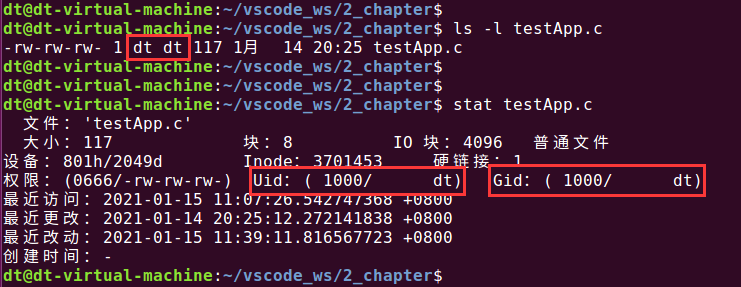 dt@dt-virtual-machine:~/vscode_ws/2_chapter$
dt@dt-virtual-machine:~/vscode_ws/2_chapter$ ls -l testApp.c
-rw-rw-rw- 1 dt dt 117 1月  14 20:25 testApp.c
dt@dt-virtual-machine:~/vscode_ws/2_chapter$
dt@dt-virtual-machine:~/vscode_ws/2_chapter$
dt@dt-virtual-machine:~/vscode_ws/2_chapter$ stat testApp.c
  文件：'testApp.c'
  大小：117       	块：8          IO 块：4096   普通文件
设备：801h/2049d	Inode：3701453     硬链接：1
权限：(0666/-rw-rw-rw-)  Uid：( 1000/      dt)   Gid：( 1000/      dt)
最近访问：2021-01-15 11:07:26.542747368 +0800
最近更改：2021-01-14 20:25:12.272141838 +0800
最近改动：2021-01-15 11:39:11.816567723 +0800
创建时间：-
dt@dt-virtual-machine:~/vscode_ws/2_chapter$